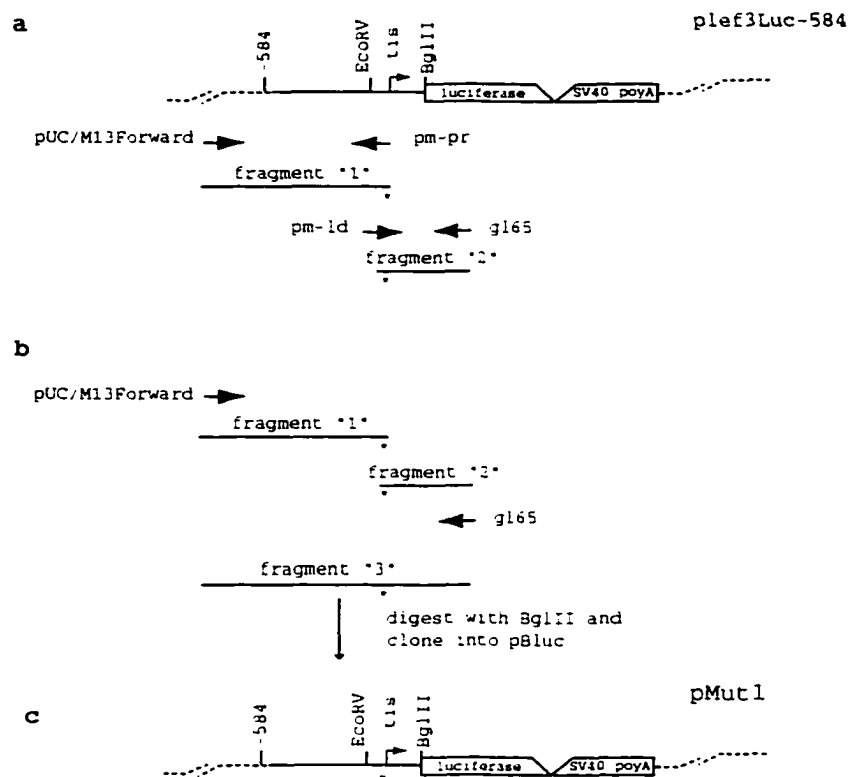 a
plef3Luc-584
-584
EcoRV
tis
BglII
luciferase
SV40 poyA
pUC/M13Forward
pm-pr
fragment "1"
pm-ld
gl65
fragment "2"
b
pUC/M13Forward
fragment "1"
fragment "2"
gl65
fragment "3"
digest with BglII and
clone into pBluc
pMut1
c
-584
EcoRV
tis
BglII
luciferase
SV40 poyA